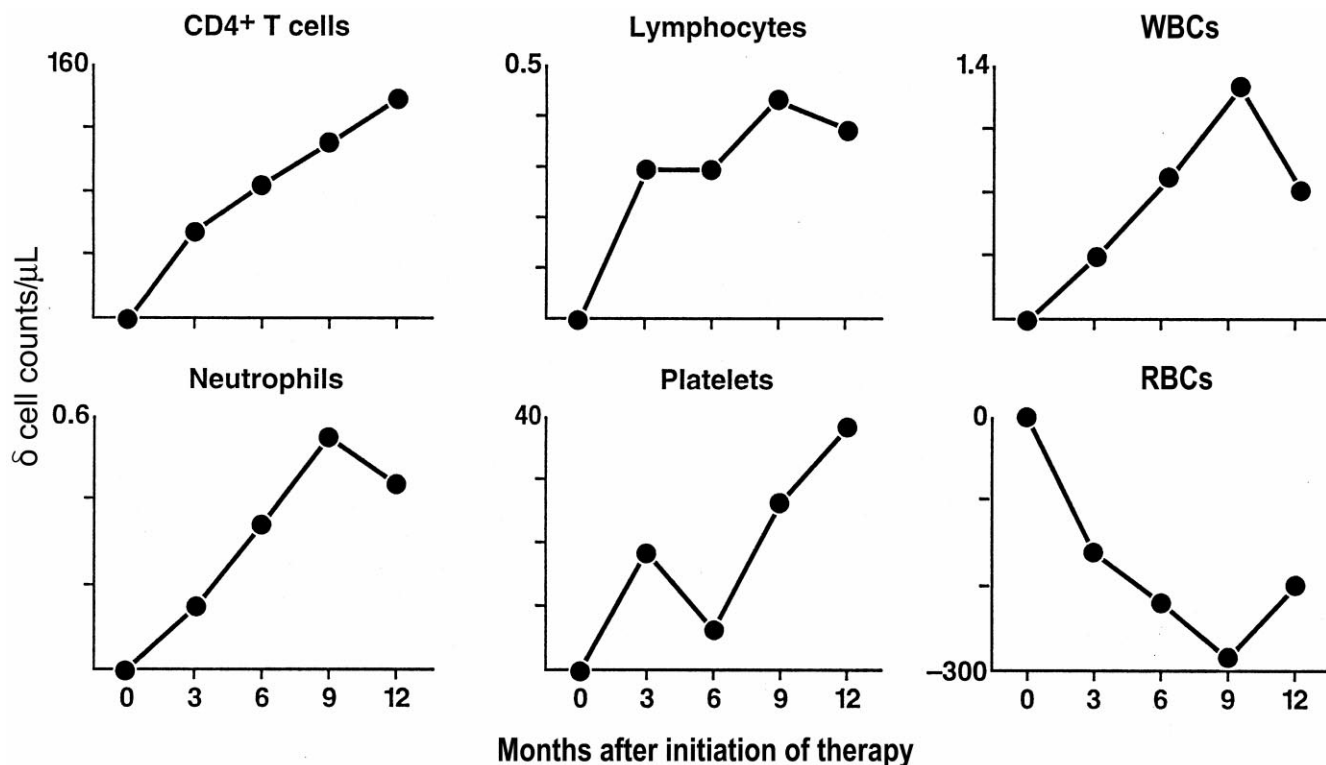 CD4+ T cells
Lymphocytes
WBCs
160
0.5
1.4
δ cell counts/μL
Neutrophils
Platelets
RBCs
0.6
40
0
−300
0 3 6 9 12
0 3 6 9 12
0 3 6 9 12
Months after initiation of therapy